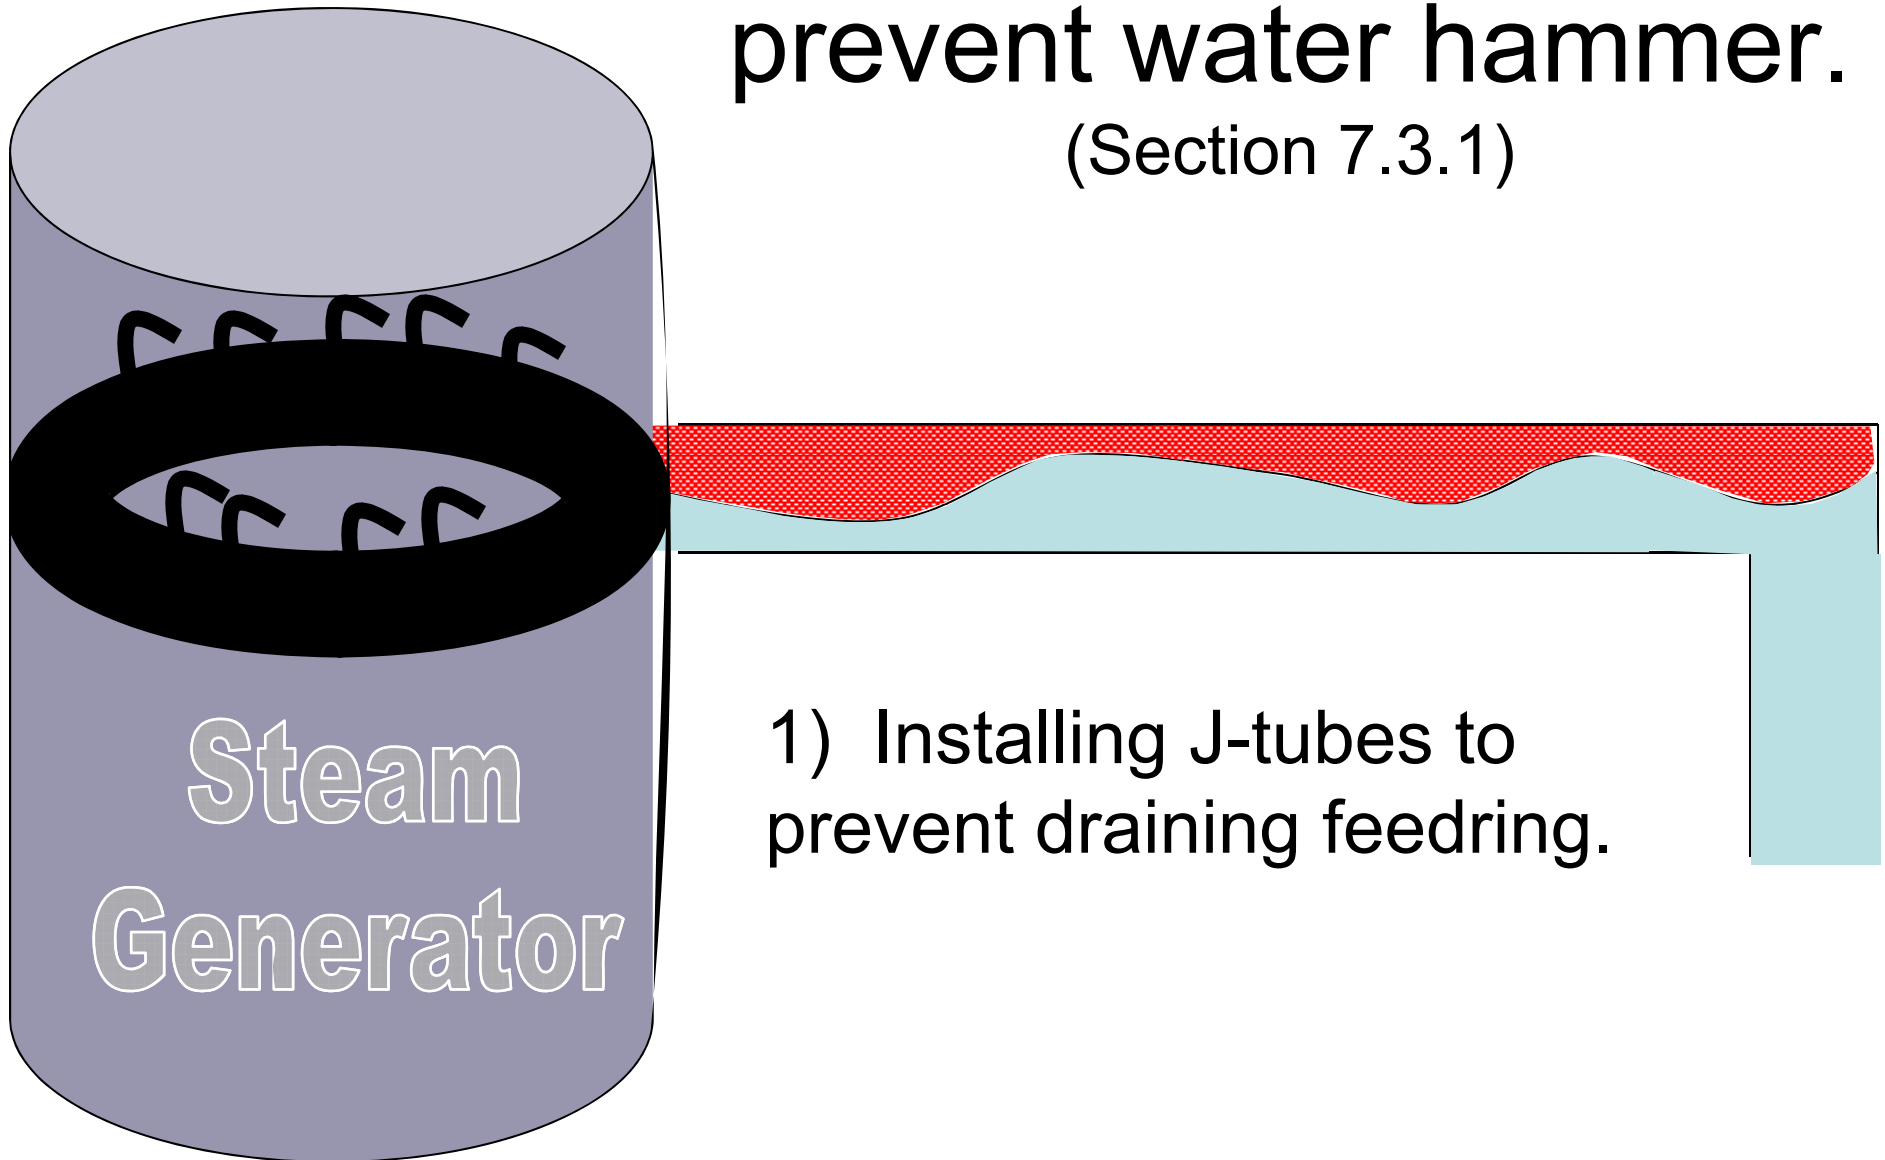 prevent water hammer.
(Section 7.3.1)
Steam
Generator
1) Installing J-tubes to
prevent draining feedring.